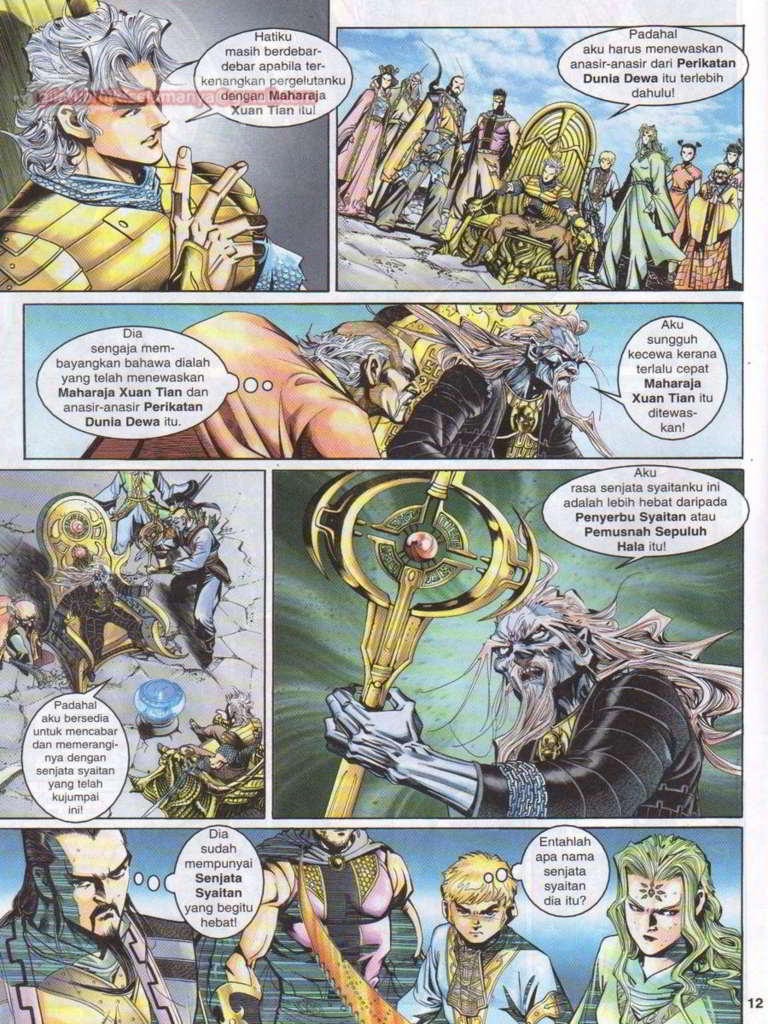 Hatiku
masih berdebar-
debar apabila ter-
kenangkan pergelutanku
dengan Maharaja
Xuan Tian itu!
Padahal
aku harus menewaskan
anasir-anasir dari Perikatan
Dunia Dewa itu terlebih
dahulu!
Dia
sengaja mem-
bayangkan bahawa dialah
yang telah menewaskan
Maharaja Xuan Tian dan
anasir-anasir Perikatan
Dunia Dewa itu.
Aku
sungguh
kecewa kerana
terlalu cepat
Maharaja
Xuan Tian itu
ditewas-
kan!
Padahal
aku bersedia
untuk mencabar
dan memerangi-
nya dengan
senjata syaitan
yang telah
kujumpai
ini!
Aku
rasa senjata syaitanku ini
adalah lebih hebat daripada
Penyerbu Syaitan atau
Pemusnah Sepuluh
Hala itu!
Dia
sudah
mempunyai
Senjata
Syaitan
yang begitu
hebat!
Entahlah
apa nama
senjata
syaitan
dia itu?
12